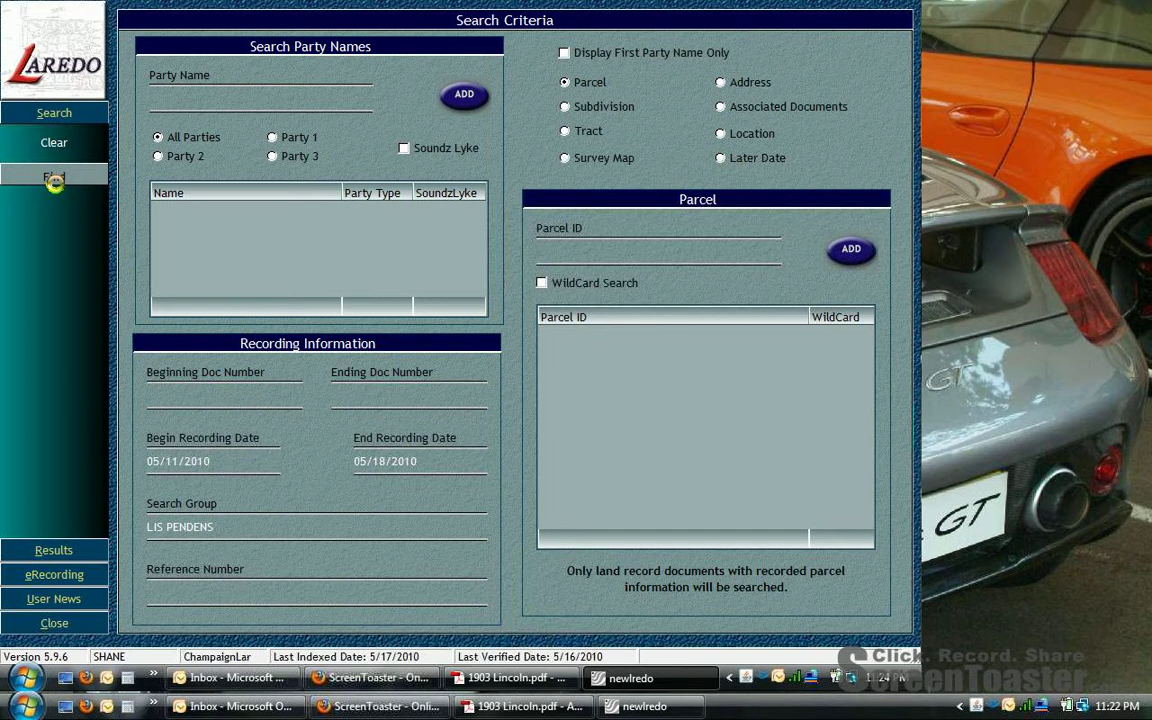 Search Criteria
LAREDO
Search
Clear
Search Party Names
Party Name
ADD
All Parties
Party 1
Party 2
Party 3
Soundz Lyke
Name
Party Type
SoundzLyke
Display First Party Name Only
Parcel
Address
Subdivision
Associated Documents
Tract
Location
Survey Map
Later Date
Parcel
Parcel ID
ADD
WildCard Search
Parcel ID
WildCard
Only land record documents with recorded parcel
information will be searched.
Recording Information
Beginning Doc Number
Ending Doc Number
Begin Recording Date
End Recording Date
05/11/2010
05/18/2010
Search Group
LIS PENDENS
Reference Number
Results
eRecording
User News
Close
GT
GT
Version 5.9.6
SHANE
ChampaignLar
Last Indexed Date: 5/17/2010
Last Verified Date: 5/16/2010
Click. Record. Share
ScreenToaster
Inbox - Microsoft ...
ScreenToaster - On...
1903 Lincoln.pdf - ...
newlredo
11:24 PM
Inbox - Microsoft O...
ScreenToaster - Onli...
1903 Lincoln.pdf - A...
newlredo
11:22 PM